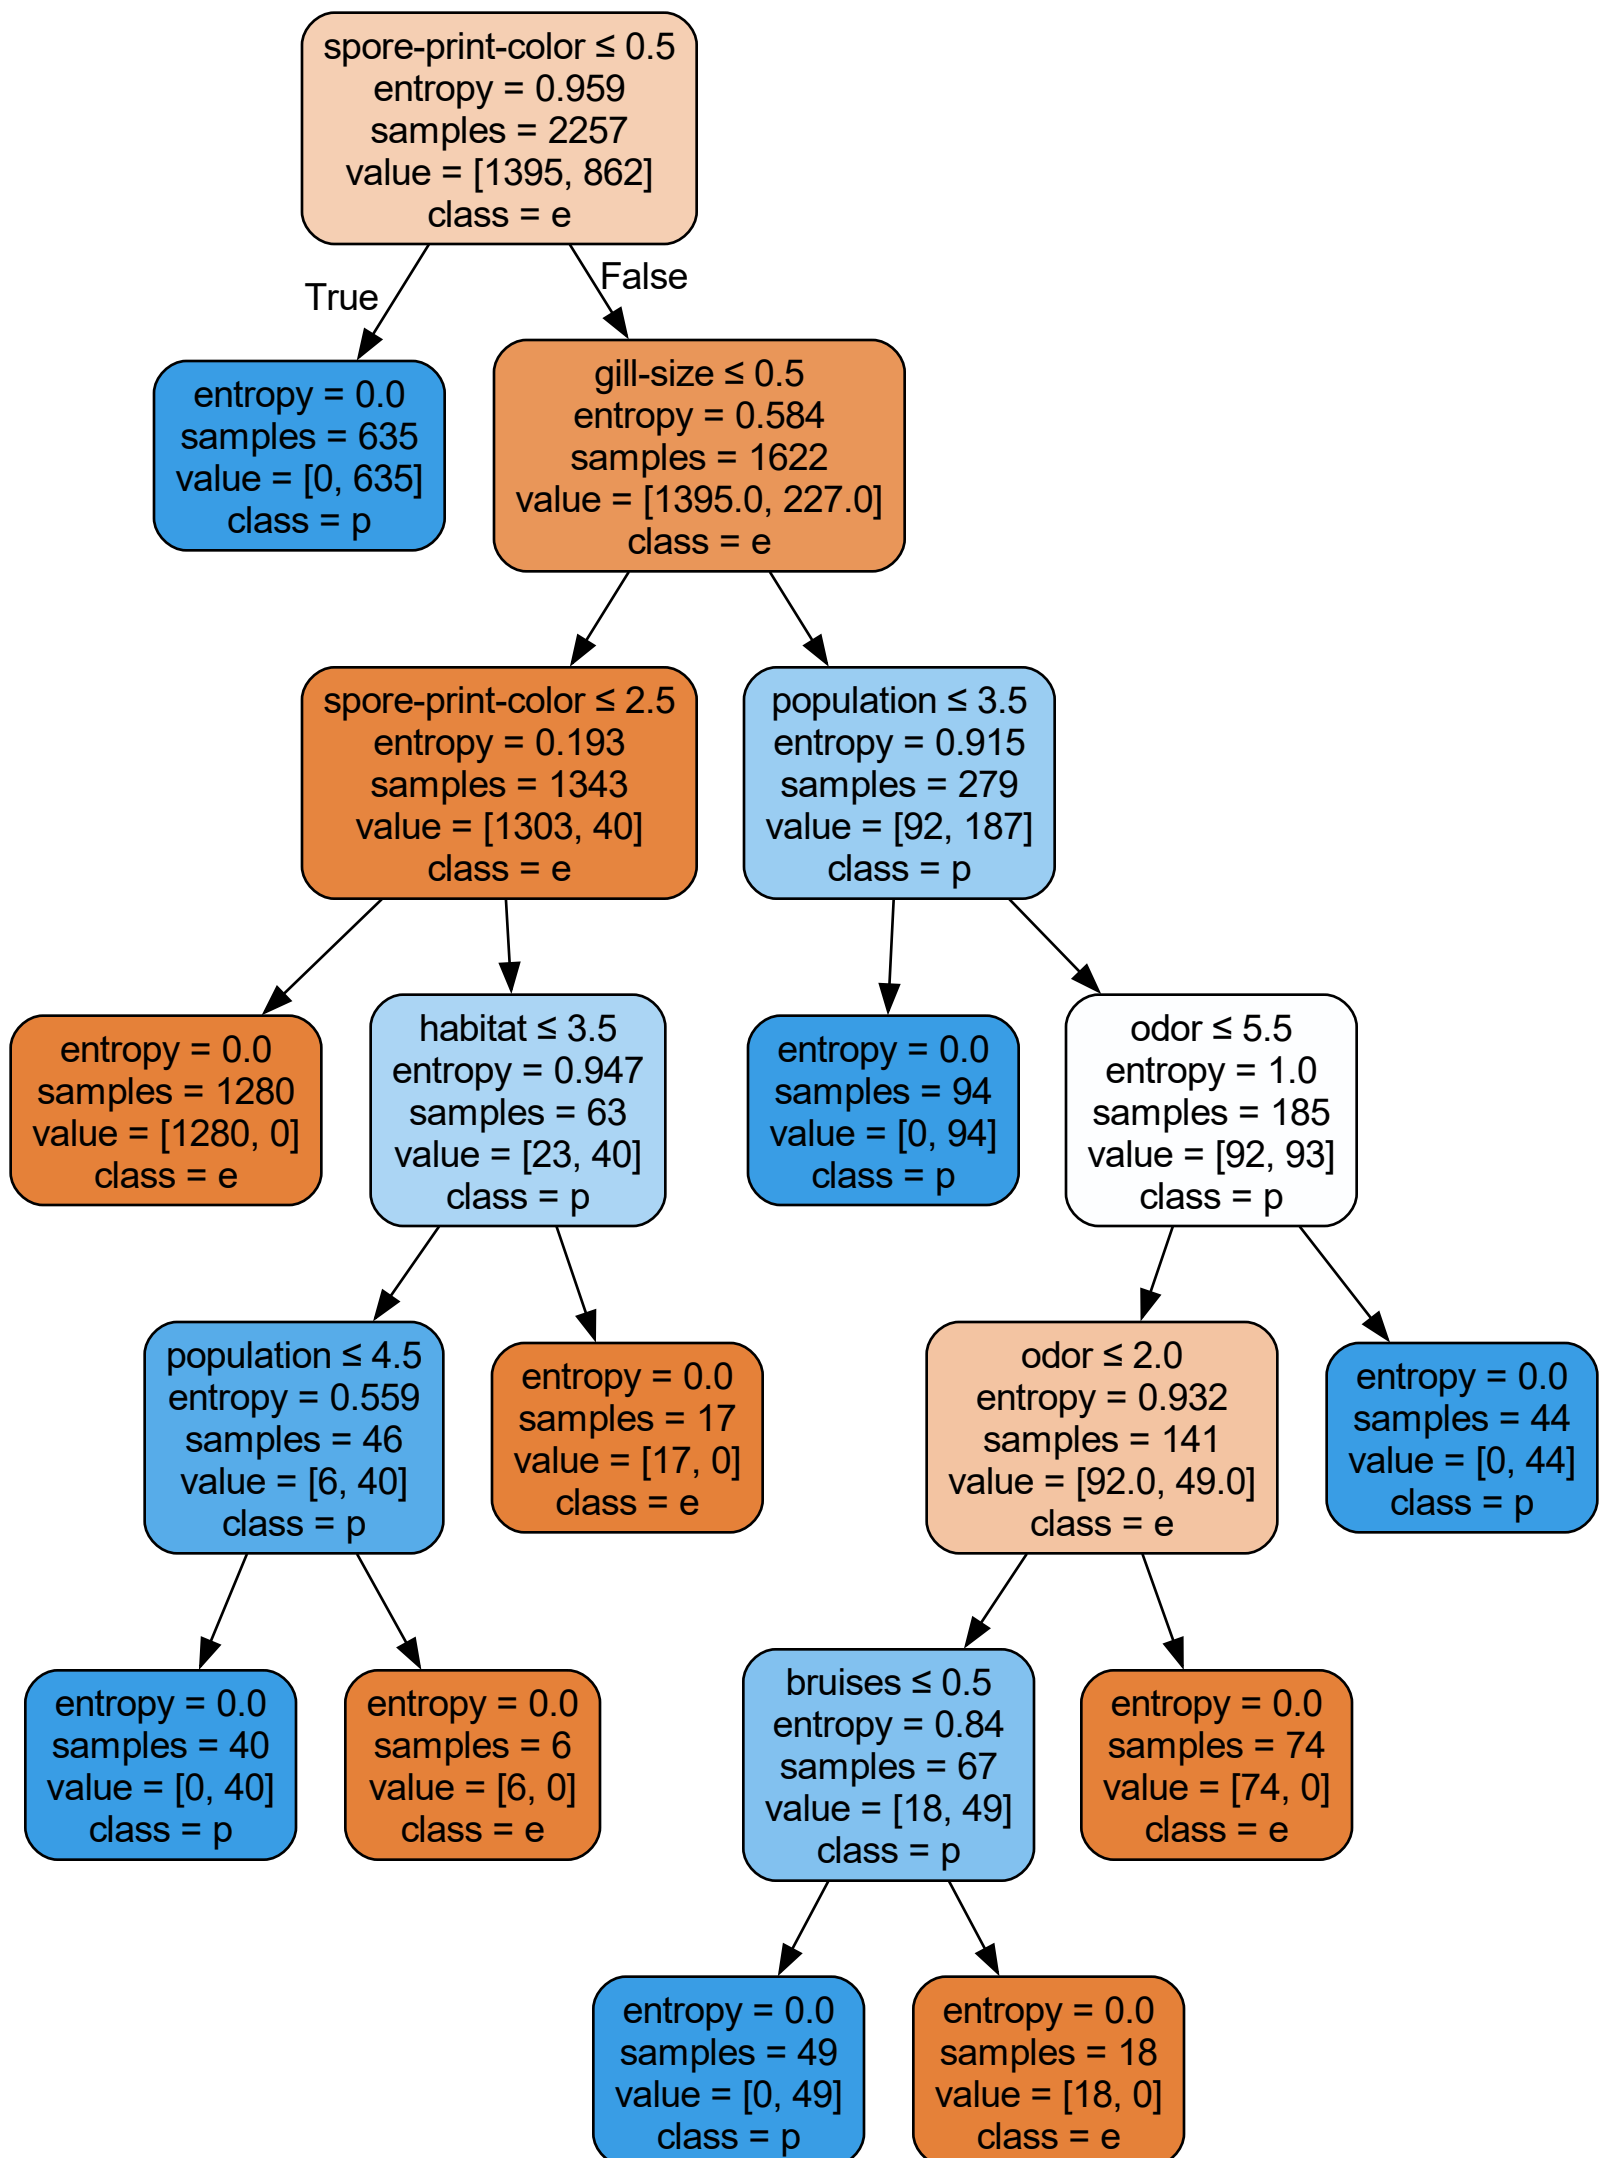 spore-print-color ≤ 0.5
entropy = 0.959
samples = 2257
value = [1395, 862]
class = e
True
False
entropy = 0.0
samples = 635
value = [0, 635]
class = p
gill-size ≤ 0.5
entropy = 0.584
samples = 1622
value = [1395.0, 227.0]
class = e
spore-print-color ≤ 2.5
entropy = 0.193
samples = 1343
value = [1303, 40]
class = e
population ≤ 3.5
entropy = 0.915
samples = 279
value = [92, 187]
class = p
entropy = 0.0
samples = 1280
value = [1280, 0]
class = e
habitat ≤ 3.5
entropy = 0.947
samples = 63
value = [23, 40]
class = p
entropy = 0.0
samples = 94
value = [0, 94]
class = p
odor ≤ 5.5
entropy = 1.0
samples = 185
value = [92, 93]
class = p
population ≤ 4.5
entropy = 0.559
samples = 46
value = [6, 40]
class = p
entropy = 0.0
samples = 17
value = [17, 0]
class = e
odor ≤ 2.0
entropy = 0.932
samples = 141
value = [92.0, 49.0]
class = e
entropy = 0.0
samples = 44
value = [0, 44]
class = p
entropy = 0.0
samples = 40
value = [0, 40]
class = p
entropy = 0.0
samples = 6
value = [6, 0]
class = e
bruises ≤ 0.5
entropy = 0.84
samples = 67
value = [18, 49]
class = p
entropy = 0.0
samples = 74
value = [74, 0]
class = e
entropy = 0.0
samples = 49
value = [0, 49]
class = p
entropy = 0.0
samples = 18
value = [18, 0]
class = e